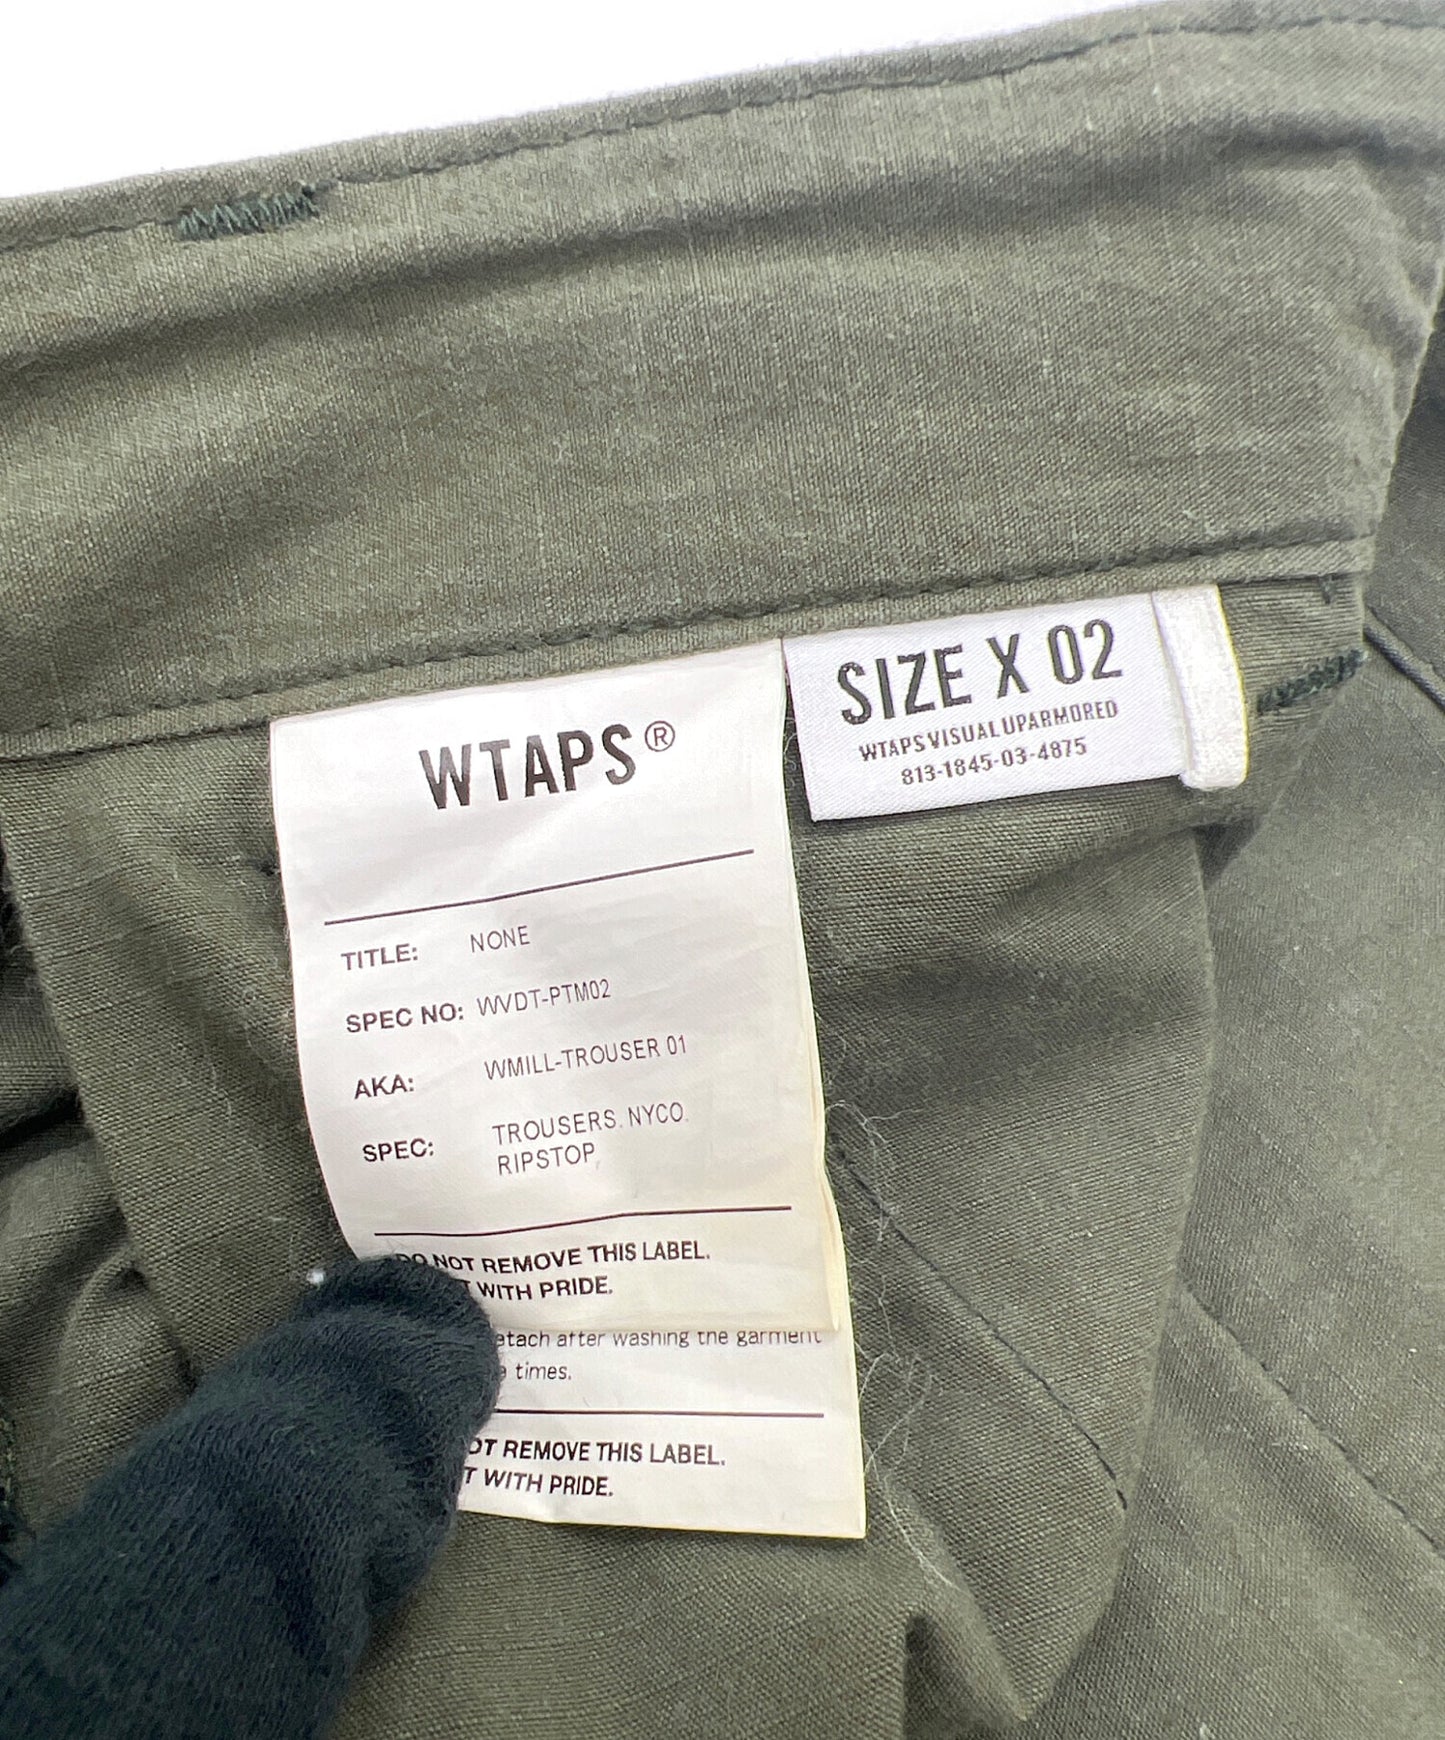 WTAPS®
TITLE: NONE
SPEC NO: WVDT-PTM02
AKA: WMILL-TROUSER 01
SPEC: TROUSERS. NYCO.
RIPSTOP
DO NOT REMOVE THIS LABEL.
WITH PRIDE.
after washing the garment
times.
REMOVE THIS LABEL.
WITH PRIDE.
SIZE X 02
WTAPS VISUAL UPARMORED
813-1845-03-4875